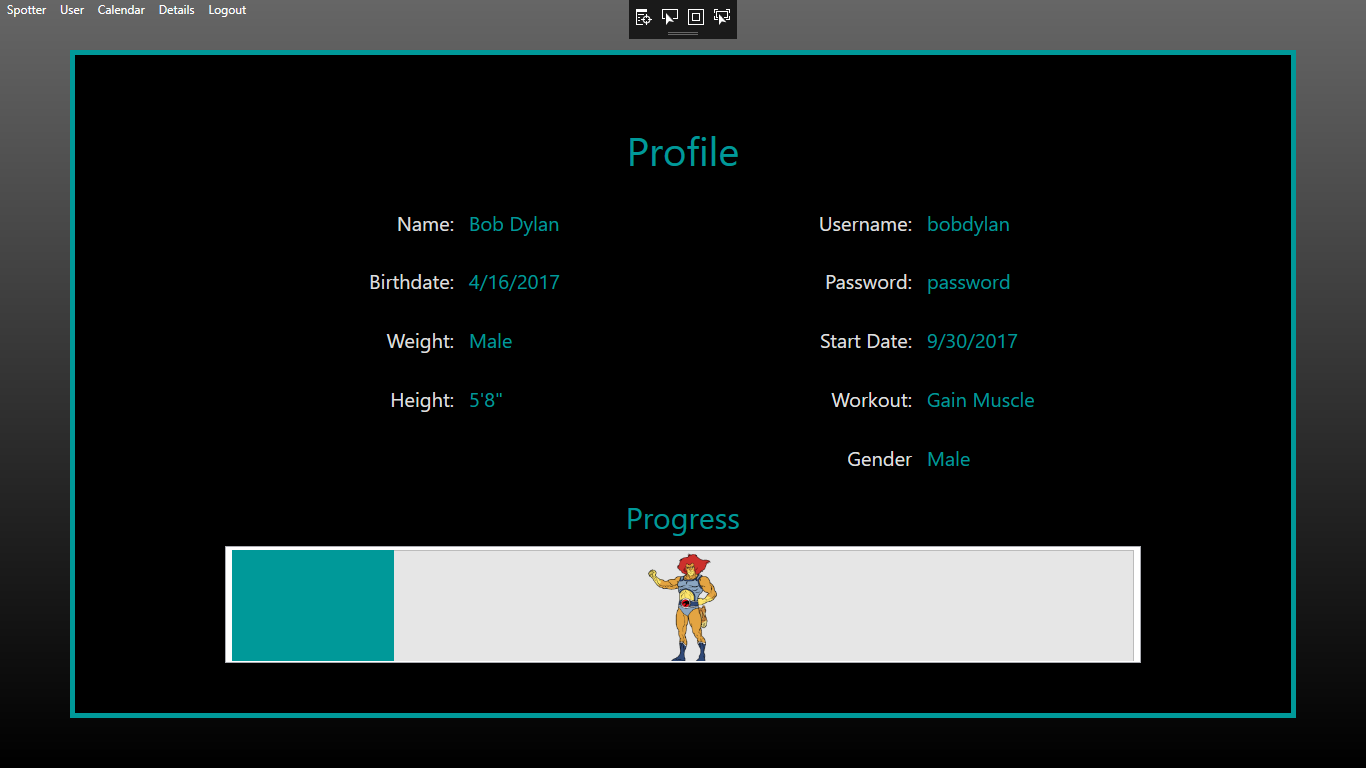 Spotter User Calendar Details Logout
Profile
Name: Bob Dylan
Username: bobdylan
Birthdate: 4/16/2017
Password: password
Weight: Male
Start Date: 9/30/2017
Height: 5'8"
Workout: Gain Muscle
Gender Male
Progress